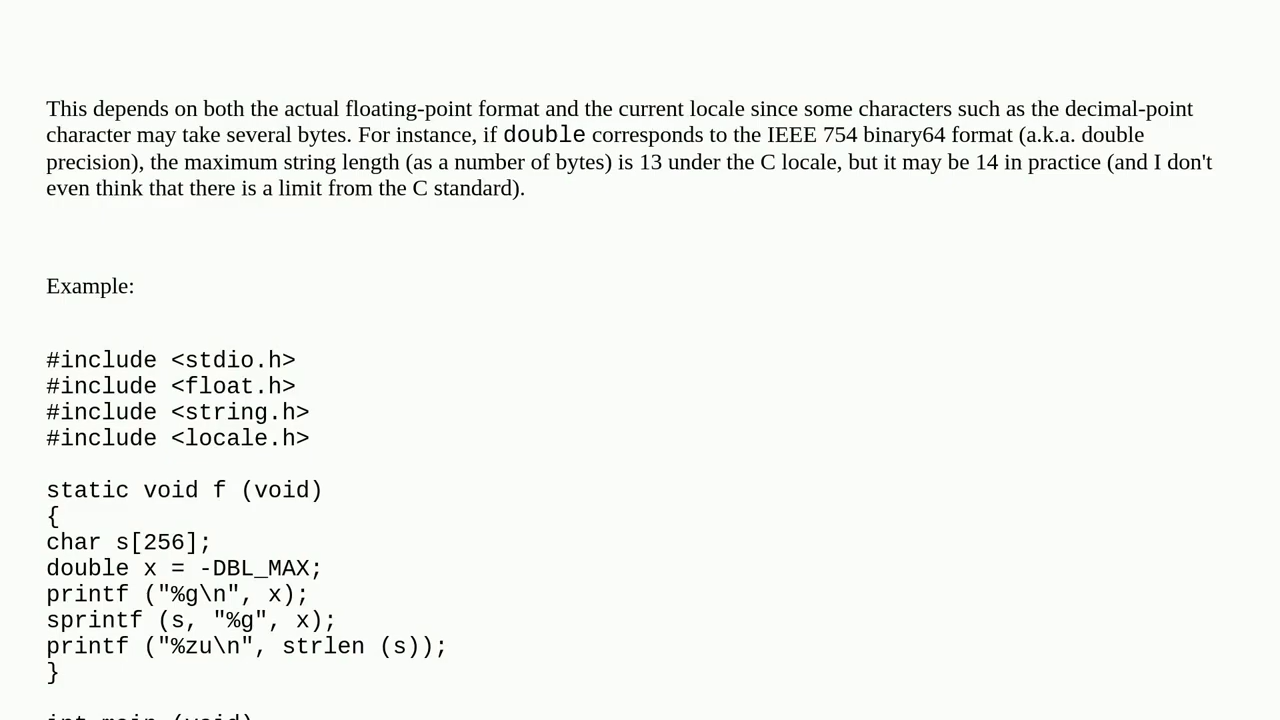 This depends on both the actual floating-point format and the current locale since some characters such as the decimal-point
character may take several bytes. For instance, if double corresponds to the IEEE 754 binary64 format (a.k.a. double
precision), the maximum string length (as a number of bytes) is 13 under the C locale, but it may be 14 in practice (and I don't
even think that there is a limit from the C standard).
Example:
#include <stdio.h>
#include <float.h>
#include <string.h>
#include <locale.h>
static void f (void)
{
char s[256];
double x = -DBL_MAX;
printf ("%g\n", x);
sprintf (s, "%g", x);
printf ("%zu\n", strlen (s));
}
int main (void)